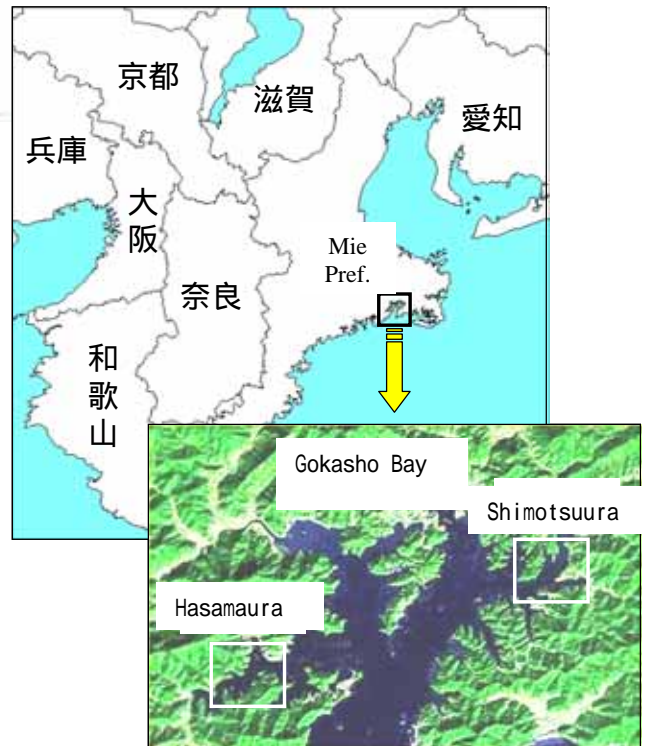 京都
滋賀
愛知
兵庫
大
阪
Mie
Pref.
奈良
和
歌
山
Gokasho Bay
Shimotsuura
Hasamaura